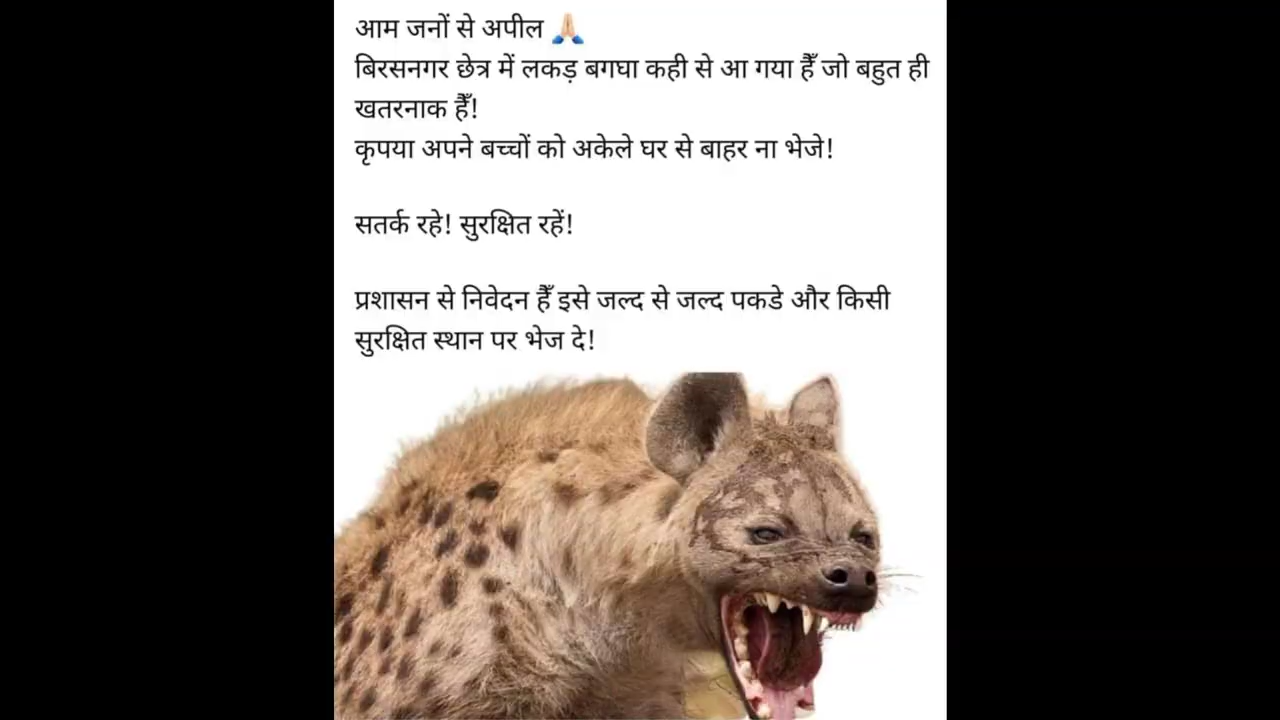 आम जनों से अपील 🙏🏻
बिरसनगर छेत्र में लकड़ बगघा कही से आ गया हैँ जो बहुत ही
खतरनाक हैँ!
कृपया अपने बच्चों को अकेले घर से बाहर ना भेजे!
सतर्क रहे! सुरक्षित रहें!
प्रशासन से निवेदन हैँ इसे जल्द से जल्द पकडे और किसी
सुरक्षित स्थान पर भेज दे!